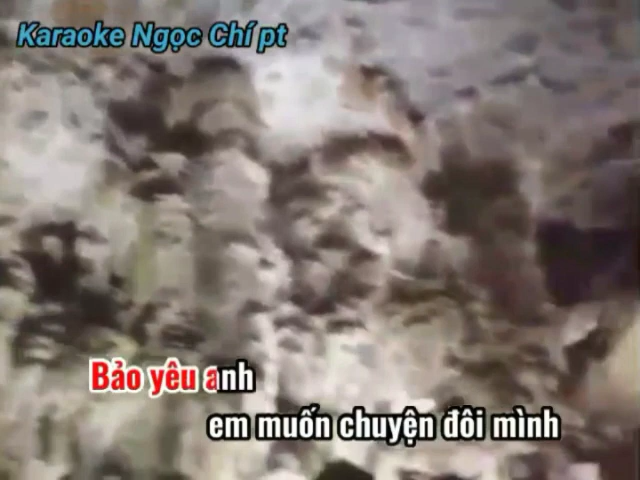 Karaoke Ngọc Chí pt
Bảo yêu anh
em muốn chuyện đôi mình